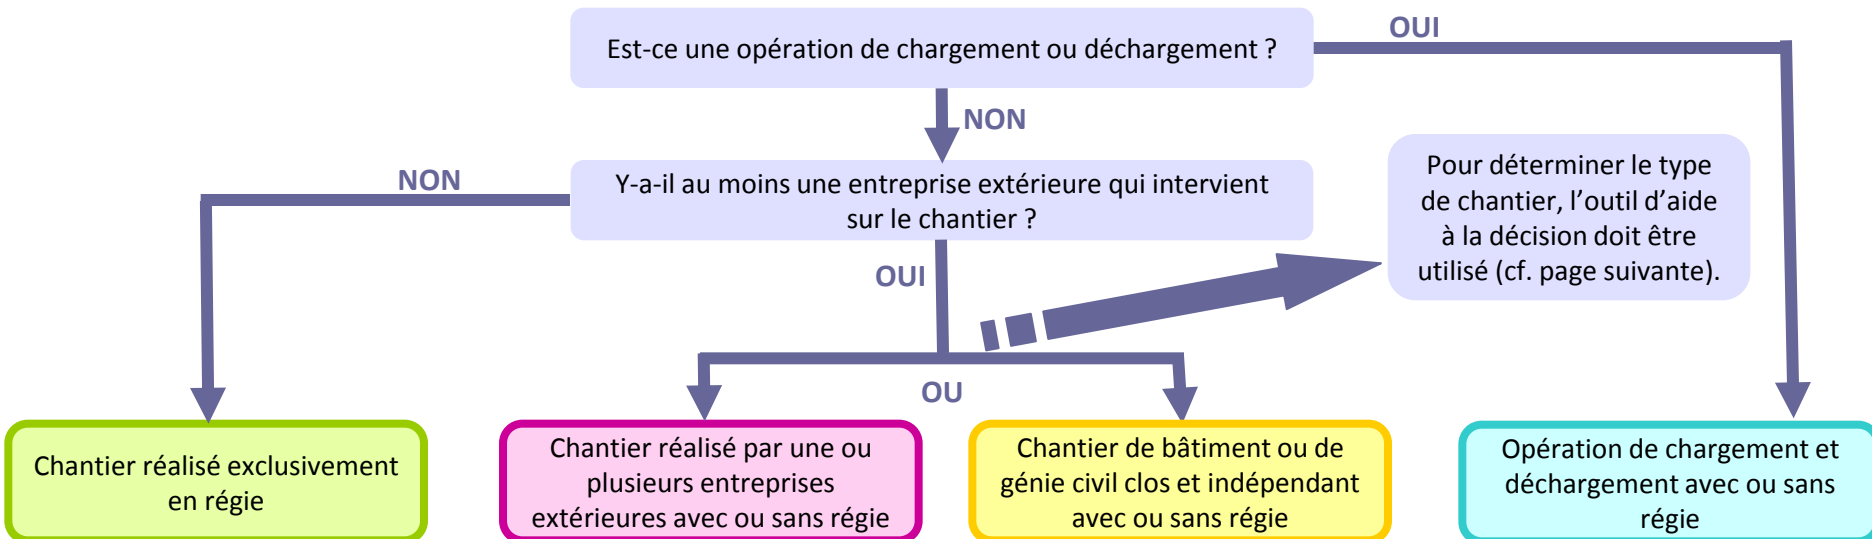 Est-ce une opération de chargement ou déchargement ?
OUI
NON
Y-a-il au moins une entreprise extérieure qui intervient
sur le chantier ?
NON
Pour déterminer le type
de chantier, l’outil d’aide
à la décision doit être
utilisé (cf. page suivante).
OUI
OU
Chantier réalisé exclusivement
en régie
Chantier réalisé par une ou
plusieurs entreprises
extérieures avec ou sans régie
Chantier de bâtiment ou de
génie civil clos et indépendant
avec ou sans régie
Opération de chargement et
déchargement avec ou sans
régie